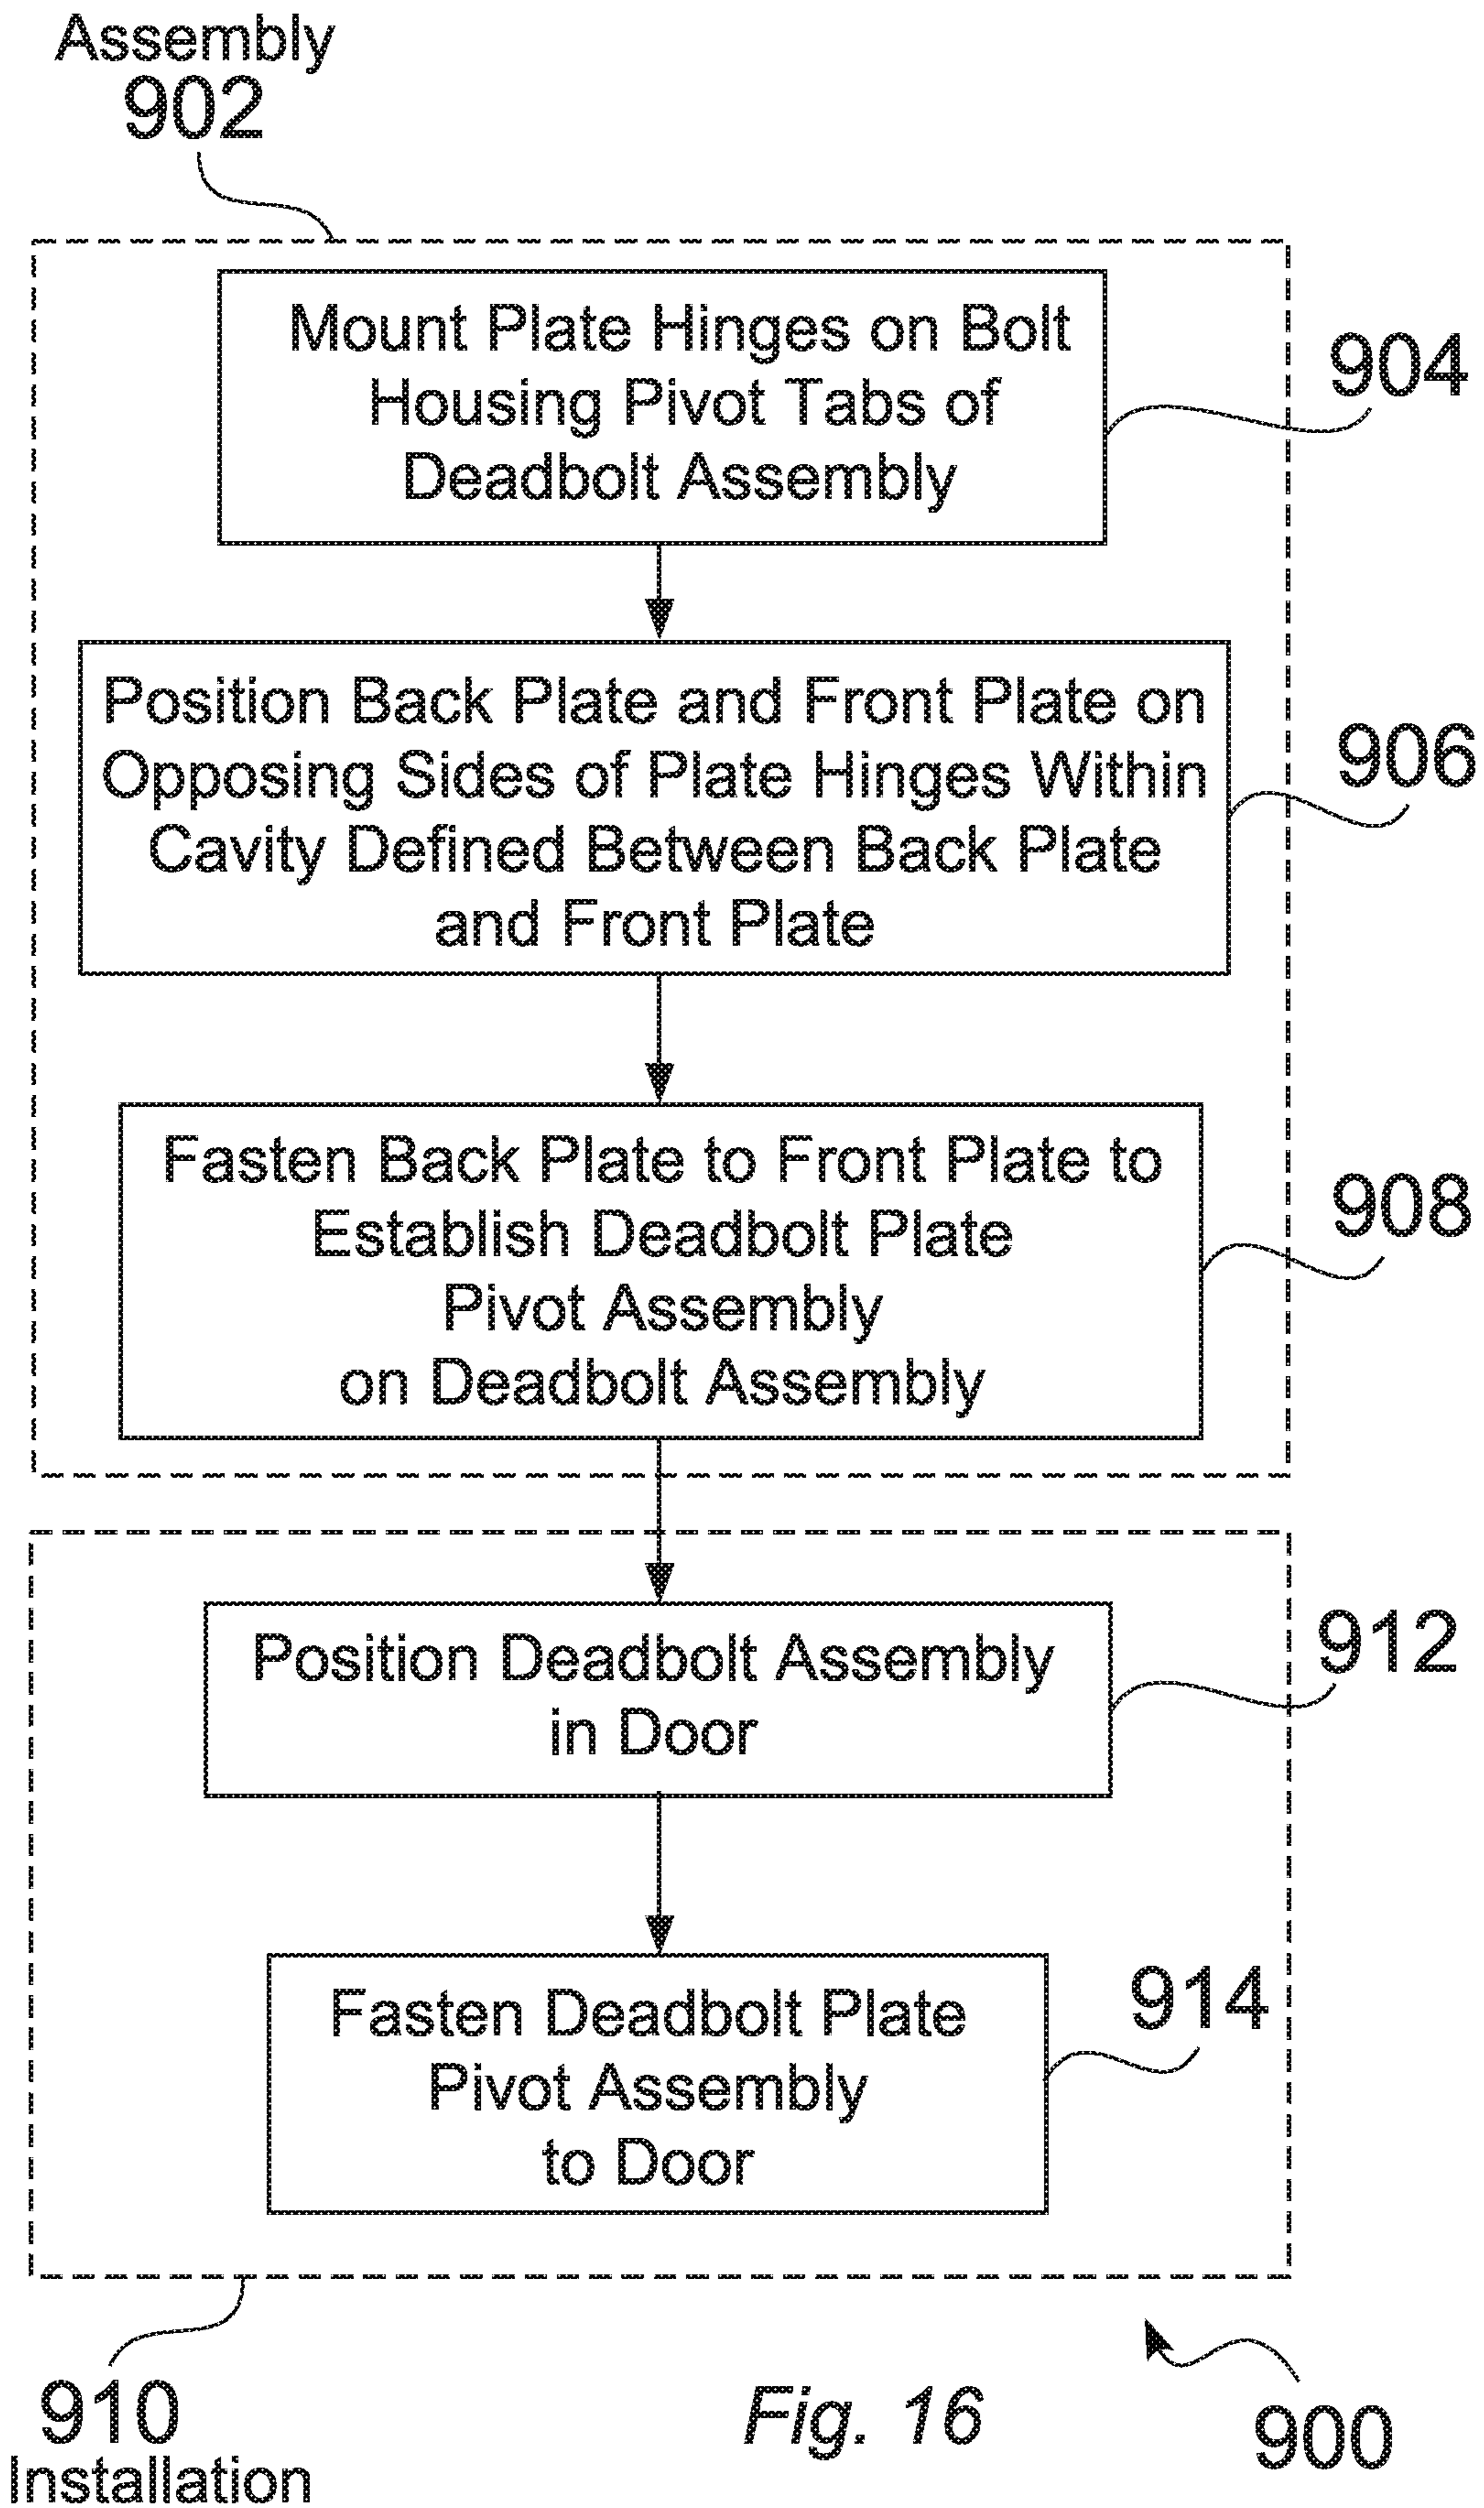 Assembly
902
Mount Plate Hinges on Bolt
Housing Pivot Tabs of
Deadbolt Assembly
904
Position Back Plate and Front Plate on
Opposing Sides of Plate Hinges Within
Cavity Defined Between Back Plate
and Front Plate
906
Fasten Back Plate to Front Plate to
Establish Deadbolt Plate
Pivot Assembly
on Deadbolt Assembly
908
Position Deadbolt Assembly
in Door
912
Fasten Deadbolt Plate
Pivot Assembly
to Door
914
910
Installation
Fig. 16
900